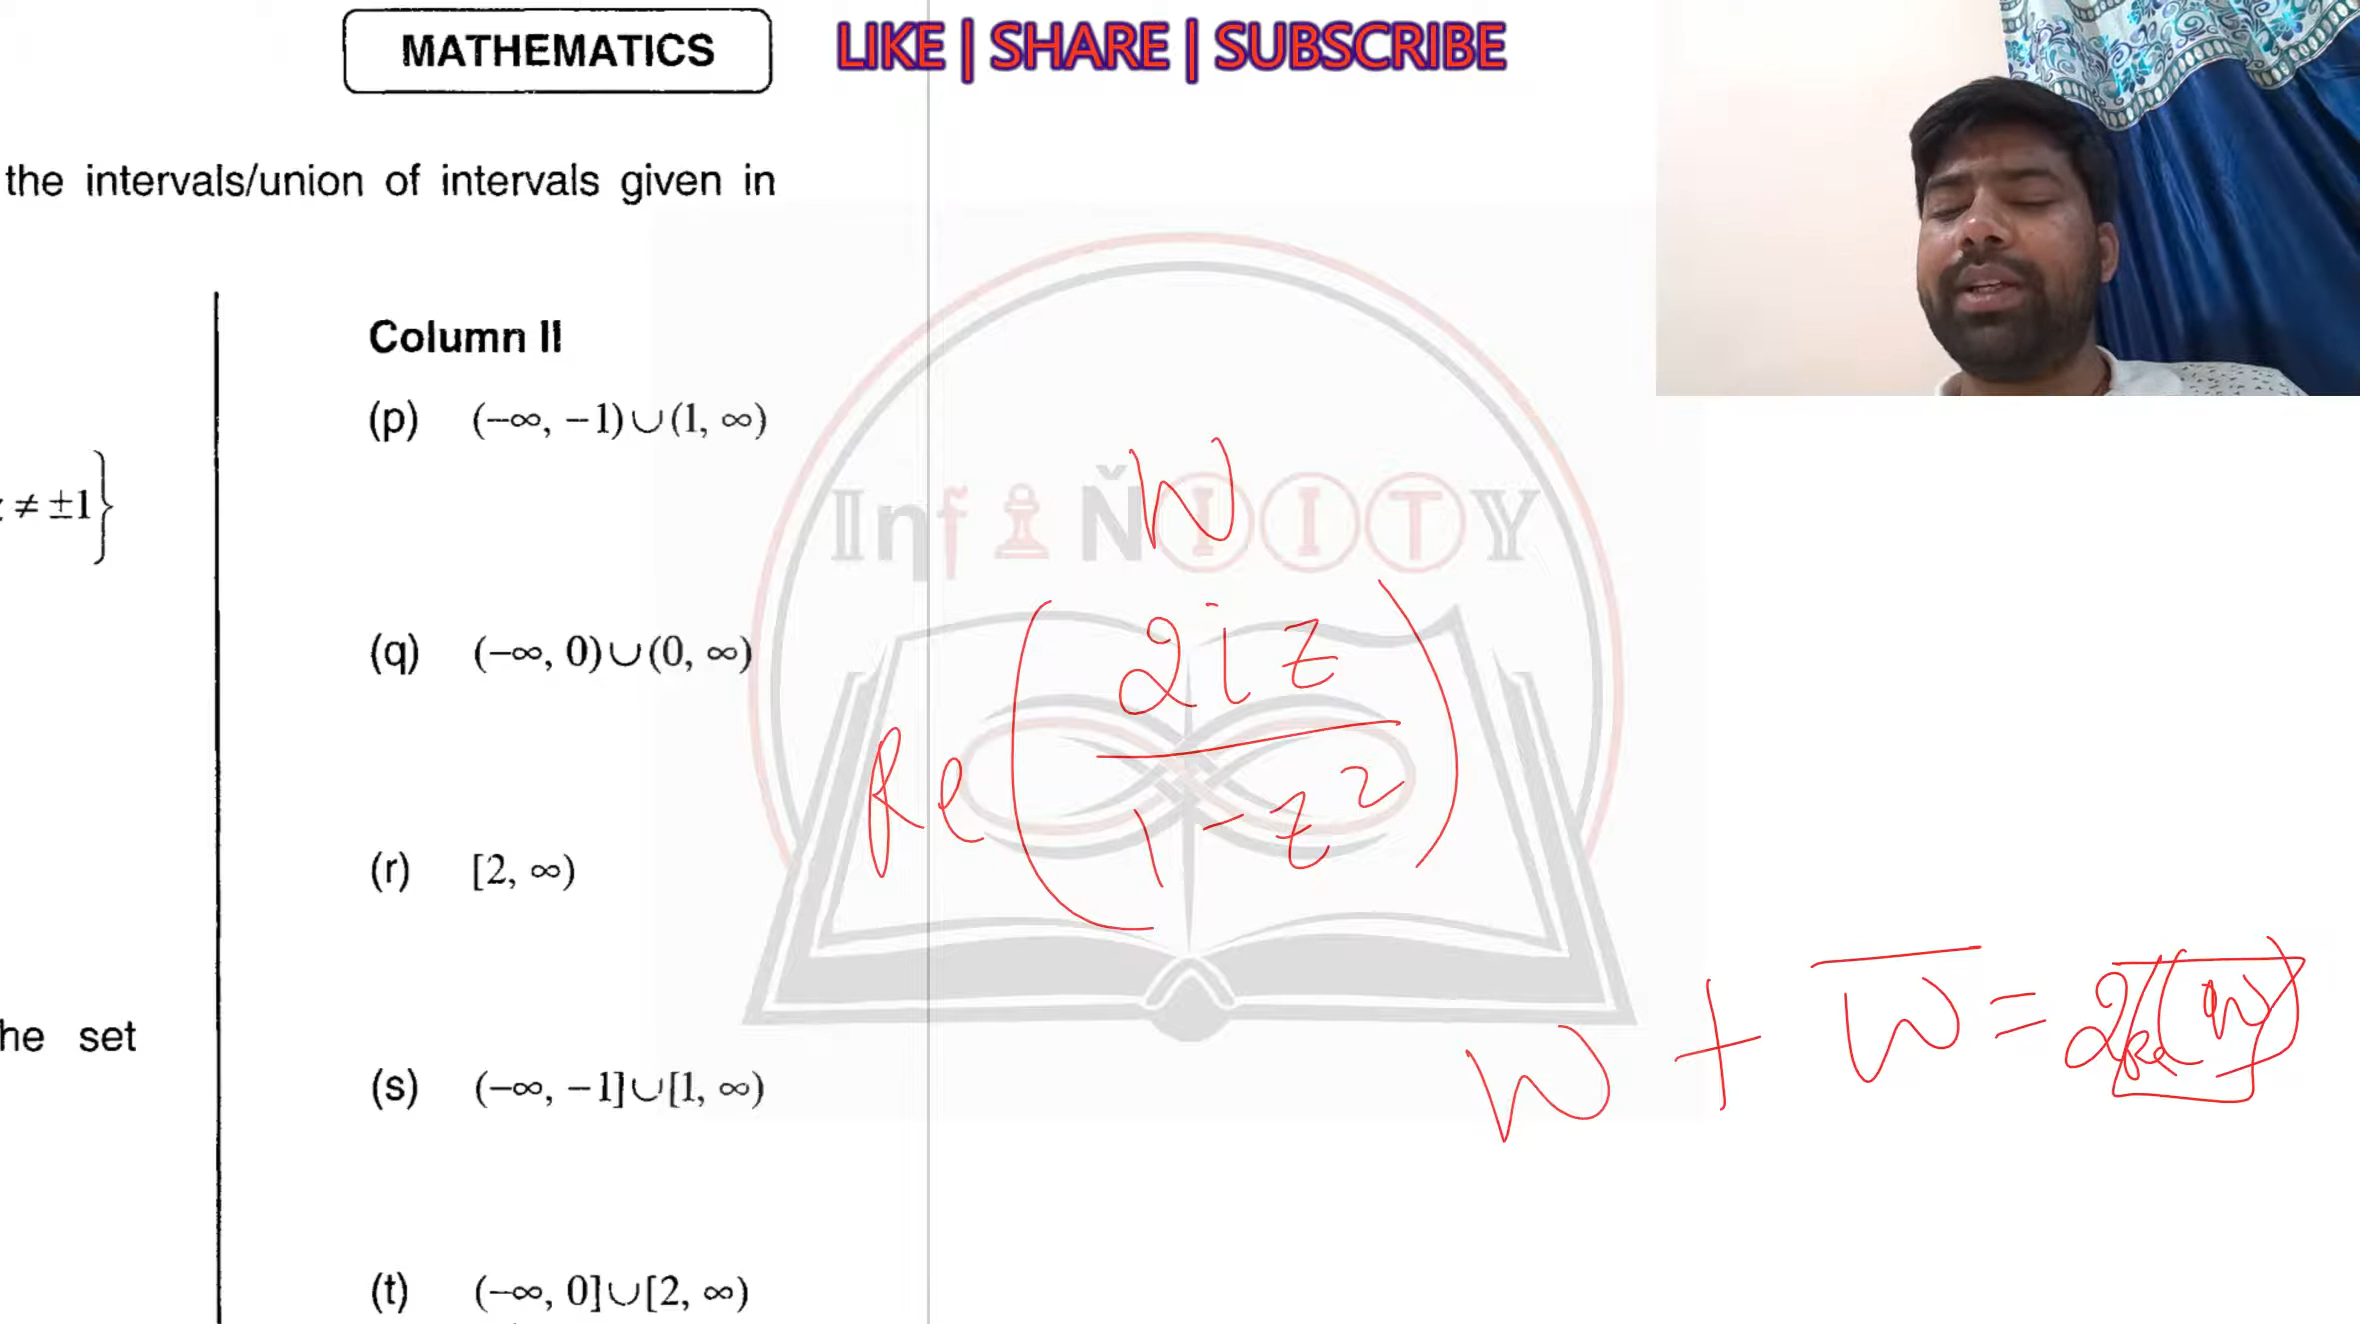 MATHEMATICS
LIKE | SHARE | SUBSCRIBE
the intervals/union of intervals given in
Column II
(p) (−∞, −1)∪(1, ∞)
≠ ±1}
(q) (−∞, 0)∪(0, ∞)
(r) [2, ∞)
he set
(s) (−∞, −1]∪[1, ∞)
(t) (−∞, 0]∪[2, ∞)
InfiŇIITY
W
Re(2iz / 1 − z²)
W + W̅ = 2Re(W)